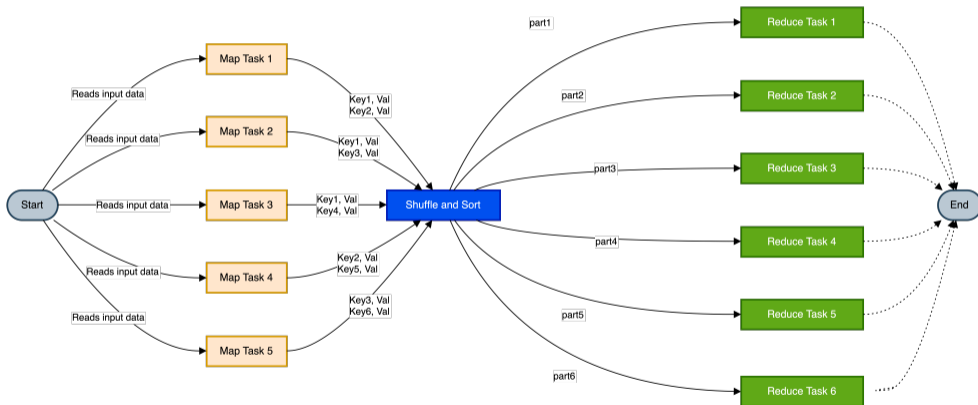 Start
Reads input data
Reads input data
Reads input data
Reads input data
Reads input data
Map Task 1
Map Task 2
Map Task 3
Map Task 4
Map Task 5
Key1, Val
Key2, Val
Key1, Val
Key3, Val
Key1, Val
Key4, Val
Key2, Val
Key5, Val
Key3, Val
Key6, Val
Shuffle and Sort
part1
part2
part3
part4
part5
part6
Reduce Task 1
Reduce Task 2
Reduce Task 3
Reduce Task 4
Reduce Task 5
Reduce Task 6
End